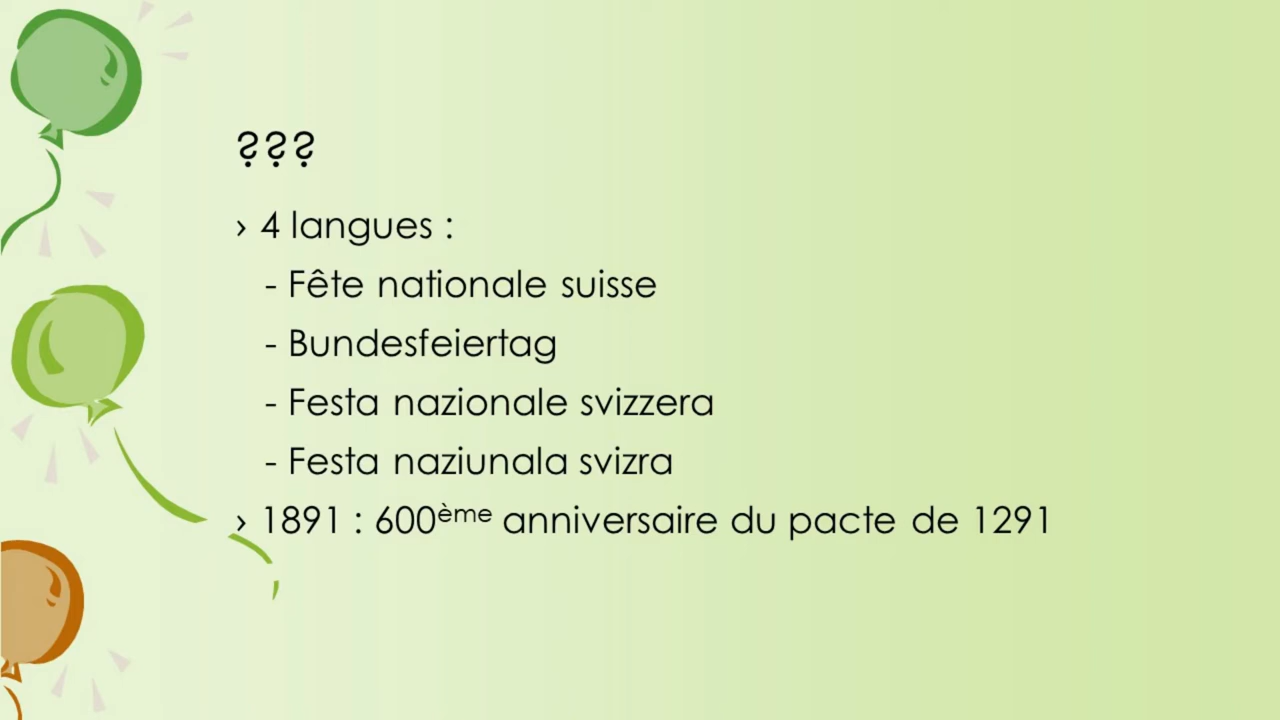 ???
› 4 langues :
- Fête nationale suisse
- Bundesfeiertag
- Festa nazionale svizzera
- Festa naziunala svizra
› 1891 : 600ème anniversaire du pacte de 1291